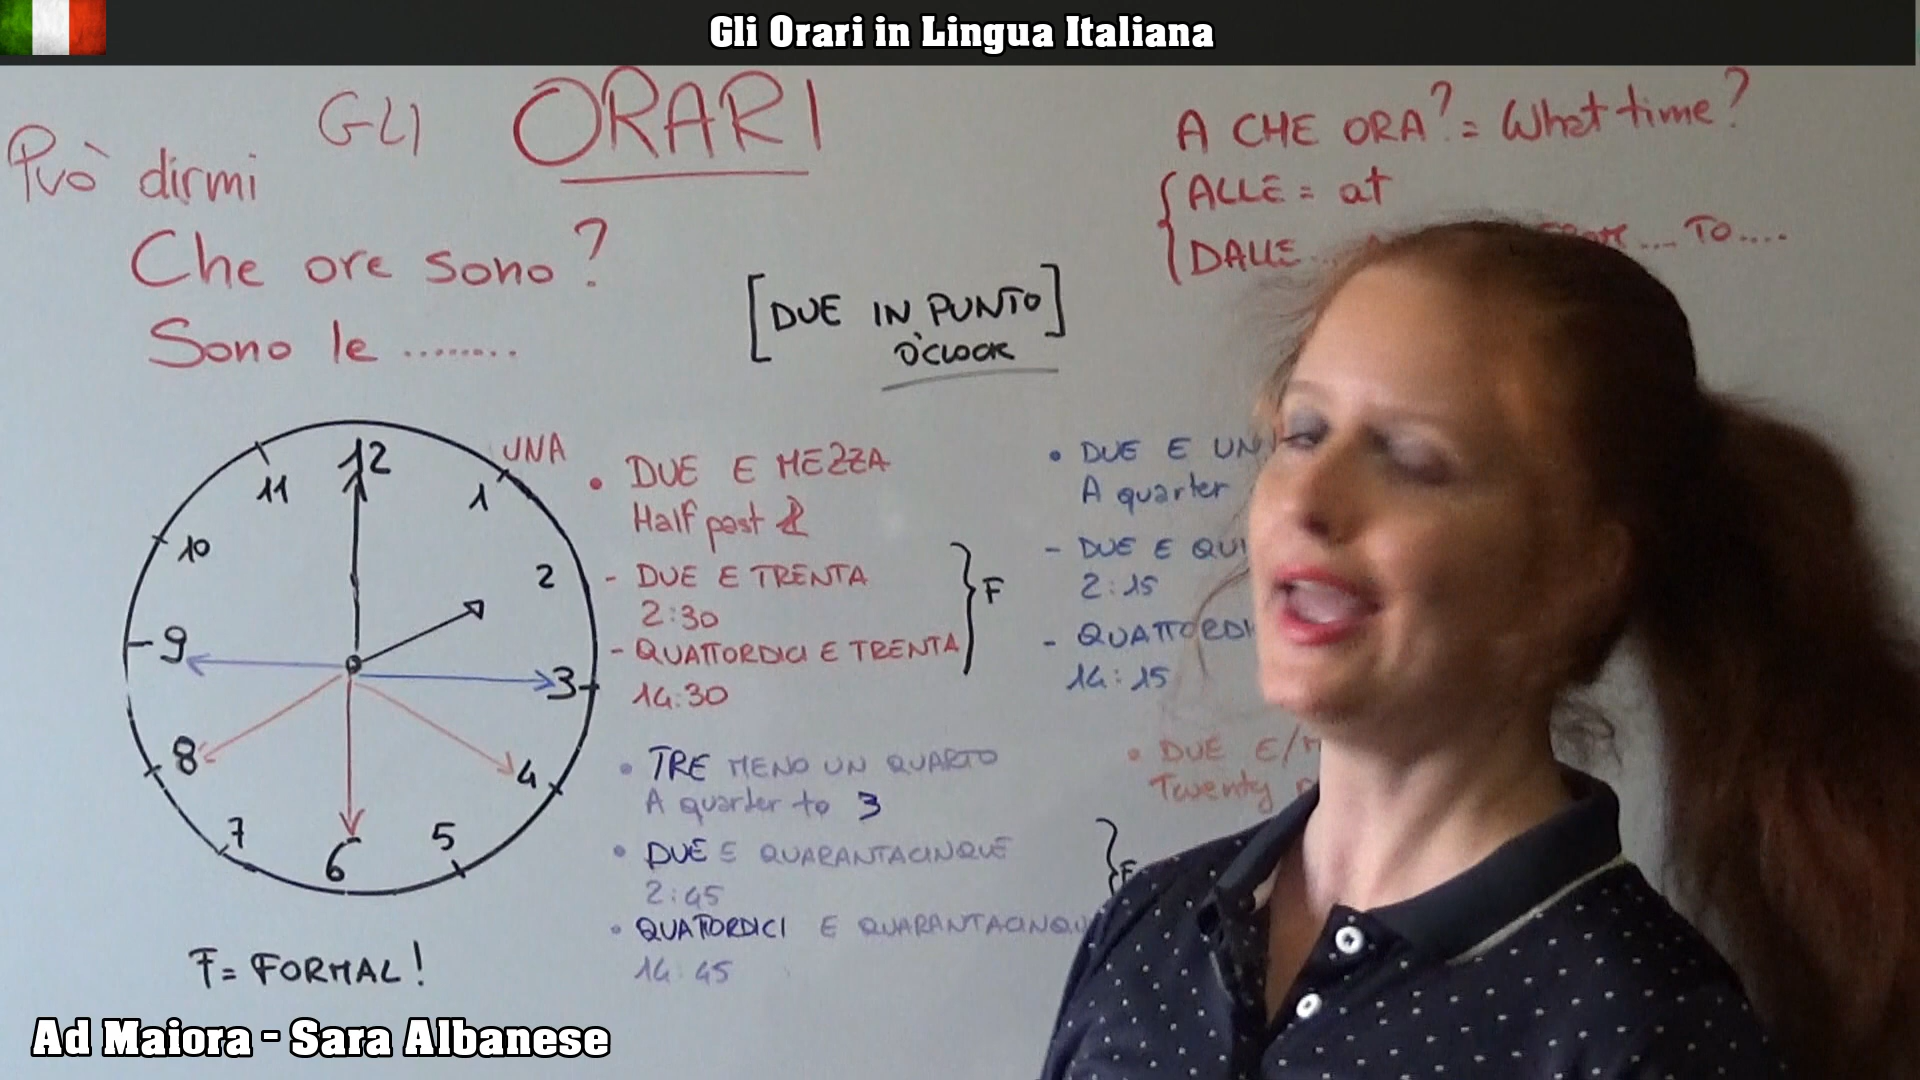 Gli Orari in Lingua Italiana
GLI ORARI
Può dirmi
Che ore sono?
Sono le ........
A CHE ORA? = What time?
ALLE = at
DALLE ... TO....
[DUE IN PUNTO]
O'CLOCK
12
11
10
9
8
7
6
5
4
3
2
1
UNA
• DUE E MEZZA
Half past 2
- DUE E TRENTA
2:30
- QUATTORDICI E TRENTA
14:30
F
• DUE E UN
A quarter
- DUE E QUI
2:15
- QUATTORDI
14:15
• TRE MENO UN QUARTO
A quarter to 3
• DUE E QUARANTACINQUE
2:45
• QUATTORDICI E QUARANTACINQU
14:45
• DUE E/M
Twenty
F
F = FORMAL!
Ad Maiora - Sara Albanese